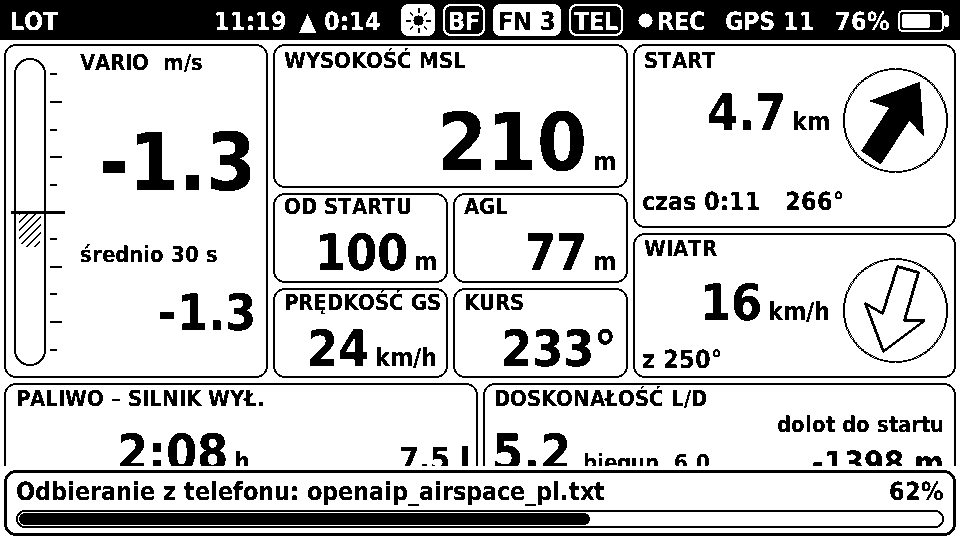 LOT 11:19 ▲ 0:14 BF FN 3 TEL ●REC GPS 11 76%
VARIO m/s
-1.3
średnio 30 s
-1.3
WYSOKOŚĆ MSL
210 m
OD STARTU
100 m
AGL
77 m
PRĘDKOŚĆ GS
24 km/h
KURS
233°
START
4.7 km
czas 0:11 266°
WIATR
16 km/h
z 250°
PALIWO – SILNIK WYŁ.
2:08 h 7.5 l
DOSKONAŁOŚĆ L/D
5.2 biegun. 6.0
dolot do startu
-1398 m
Odbieranie z telefonu: openaip_airspace_pl.txt 62%